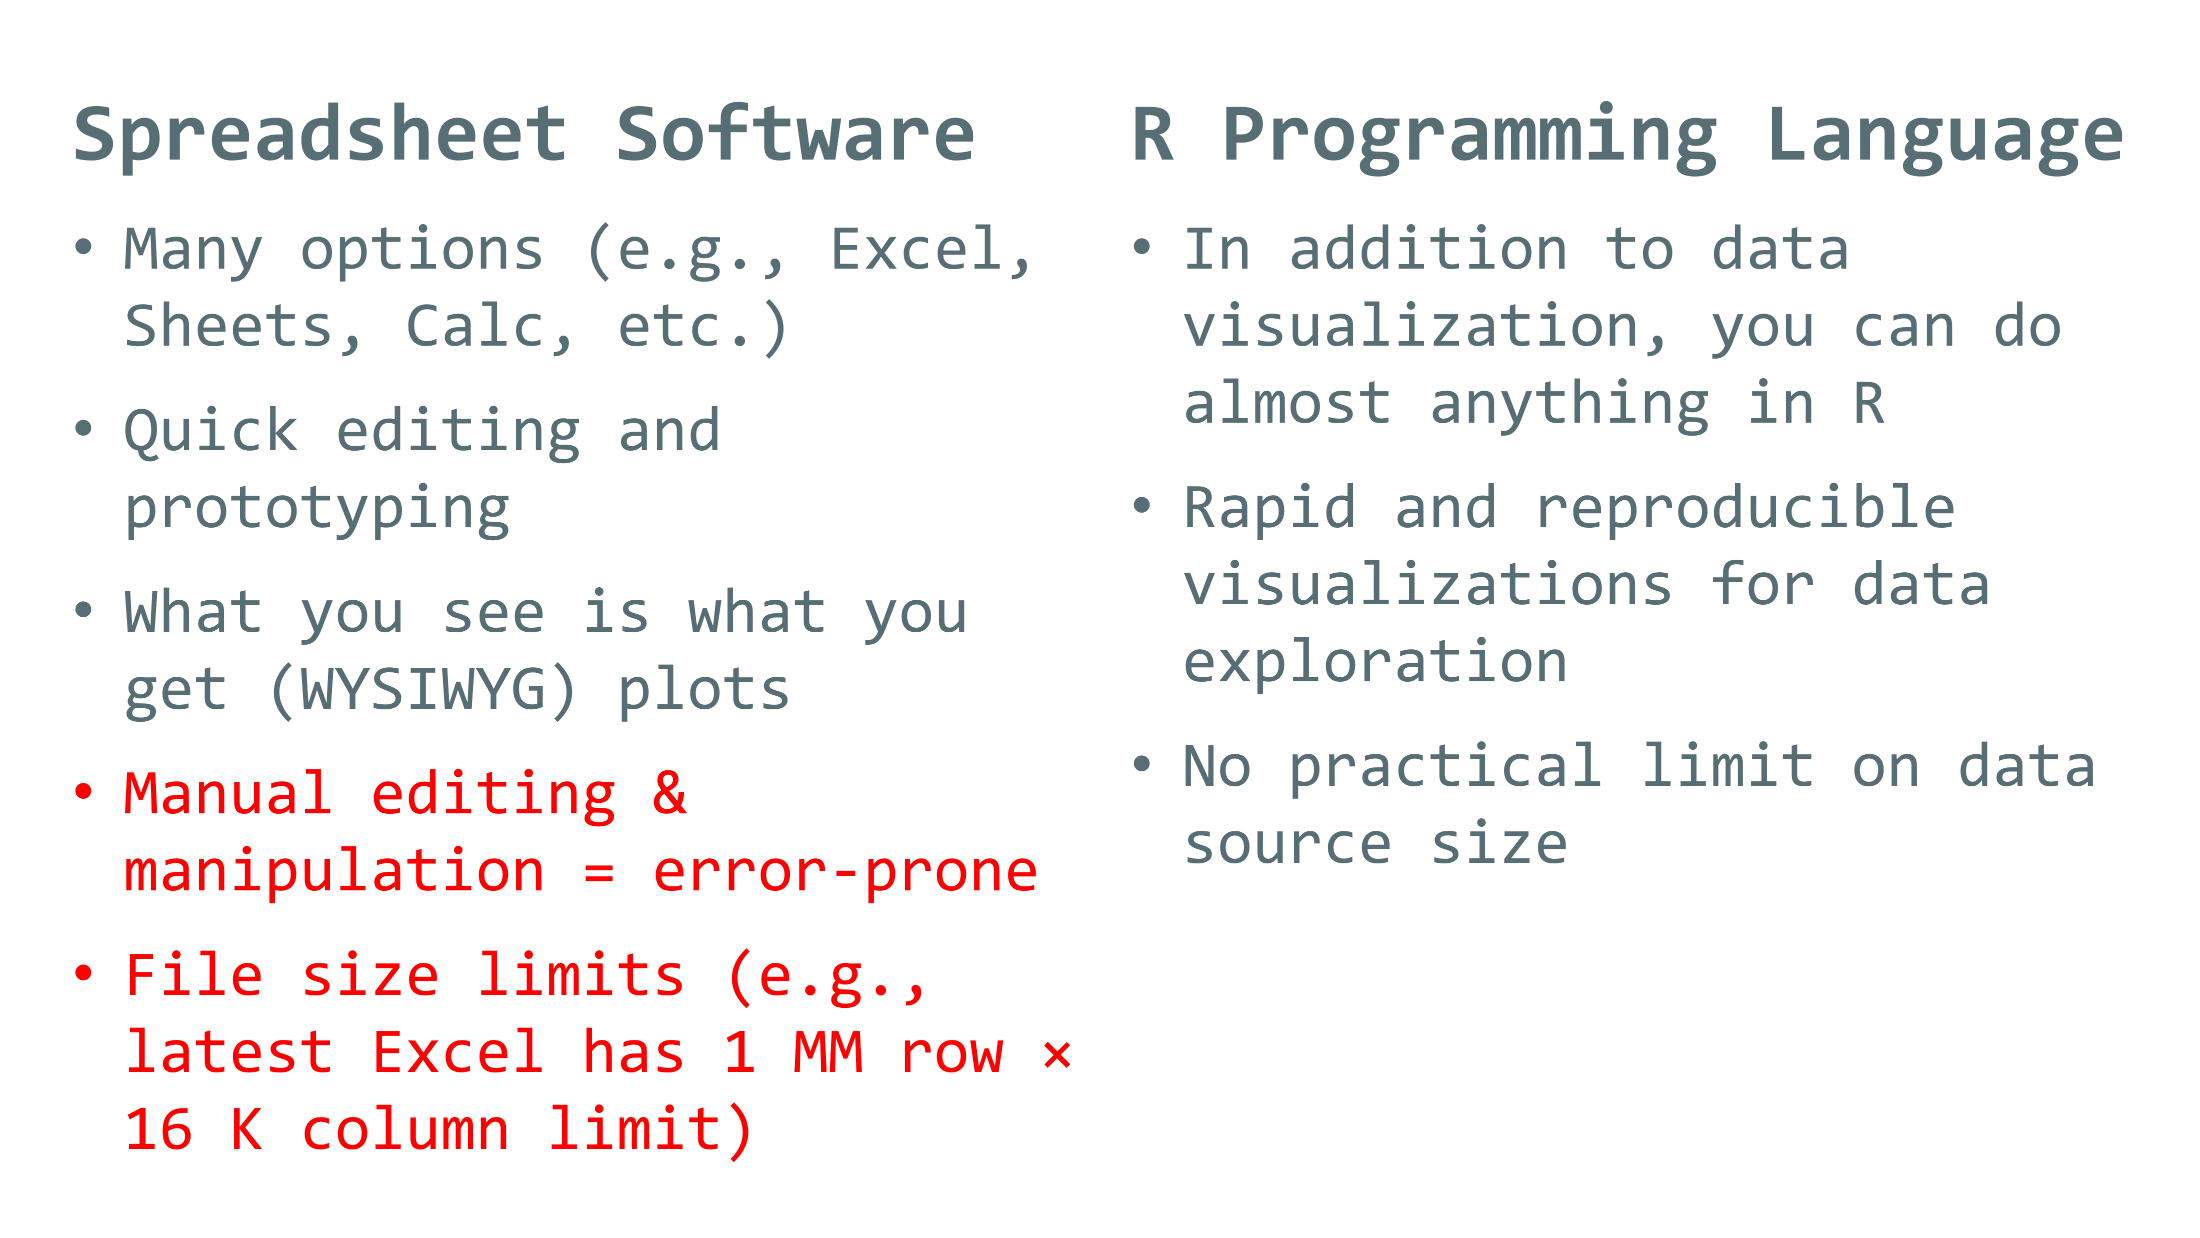 Spreadsheet Software
• Many options (e.g., Excel,
Sheets, Calc, etc.)
• Quick editing and
prototyping
• What you see is what you
get (WYSIWYG) plots
• Manual editing &
manipulation = error-prone
• File size limits (e.g.,
latest Excel has 1 MM row ×
16 K column limit)
R Programming Language
• In addition to data
visualization, you can do
almost anything in R
• Rapid and reproducible
visualizations for data
exploration
• No practical limit on data
source size